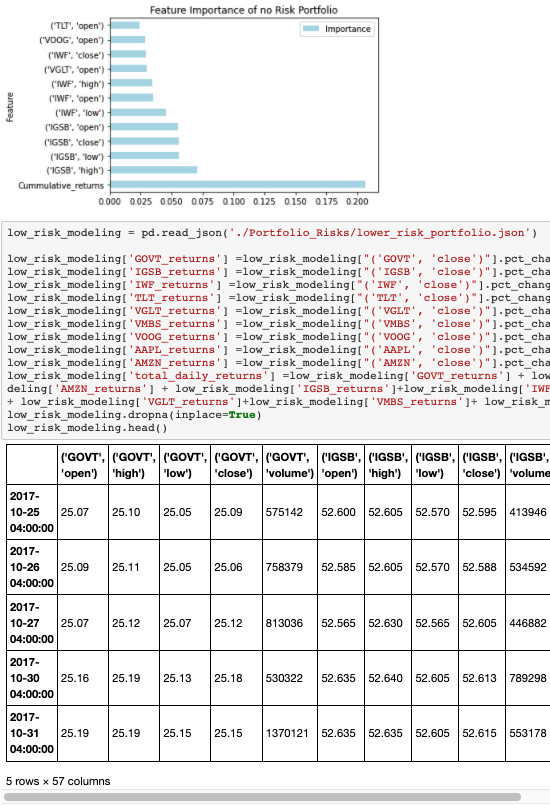 Feature Importance of no Risk Portfolio
Importance
Feature
('TLT', 'open')
('VOOG', 'open')
('IWF', 'close')
('VGLT', 'open')
('IWF', 'high')
('IWF', 'open')
('IWF', 'low')
('IGSB', 'open')
('IGSB', 'close')
('IGSB', 'low')
('IGSB', 'high')
Cummulative_returns
0.000 0.025 0.050 0.075 0.100 0.125 0.150 0.175 0.200
low_risk_modeling = pd.read_json('./Portfolio_Risks/lower_risk_portfolio.json')
low_risk_modeling['GOVT_returns'] =low_risk_modeling["('GOVT', 'close')"].pct_cha
low_risk_modeling['IGSB_returns'] =low_risk_modeling["('IGSB', 'close')"].pct_cha
low_risk_modeling['IWF_returns'] =low_risk_modeling["('IWF', 'close')"].pct_chang
low_risk_modeling['TLT_returns'] =low_risk_modeling["('TLT', 'close')"].pct_chang
low_risk_modeling['VGLT_returns'] =low_risk_modeling["('VGLT', 'close')"].pct_cha
low_risk_modeling['VMBS_returns'] =low_risk_modeling["('VMBS', 'close')"].pct_cha
low_risk_modeling['VOOG_returns'] =low_risk_modeling["('VOOG', 'close')"].pct_cha
low_risk_modeling['AAPL_returns'] =low_risk_modeling["('AAPL', 'close')"].pct_cha
low_risk_modeling['AMZN_returns'] =low_risk_modeling["('AMZN', 'close')"].pct_cha
low_risk_modeling['total_daily_returns'] =low_risk_modeling['GOVT_returns'] + low
deling['AMZN_returns'] + low_risk_modeling['IGSB_returns']+low_risk_modeling['IWF
+ low_risk_modeling['VGLT_returns']+low_risk_modeling['VMBS_returns']+ low_risk_m
low_risk_modeling.dropna(inplace=True)
low_risk_modeling.head()
('GOVT', 'open') ('GOVT', 'high') ('GOVT', 'low') ('GOVT', 'close') ('GOVT', 'volume') ('IGSB', 'open') ('IGSB', 'high') ('IGSB', 'low') ('IGSB', 'close') ('IGSB', 'volume
2017-10-25 04:00:00 25.07 25.10 25.05 25.09 575142 52.600 52.605 52.570 52.595 413946
2017-10-26 04:00:00 25.09 25.11 25.05 25.06 758379 52.585 52.605 52.570 52.588 534592
2017-10-27 04:00:00 25.07 25.12 25.07 25.12 813036 52.565 52.630 52.565 52.605 446882
2017-10-30 04:00:00 25.16 25.19 25.13 25.18 530322 52.635 52.640 52.605 52.613 789298
2017-10-31 04:00:00 25.19 25.19 25.15 25.15 1370121 52.635 52.635 52.605 52.615 553178
5 rows × 57 columns